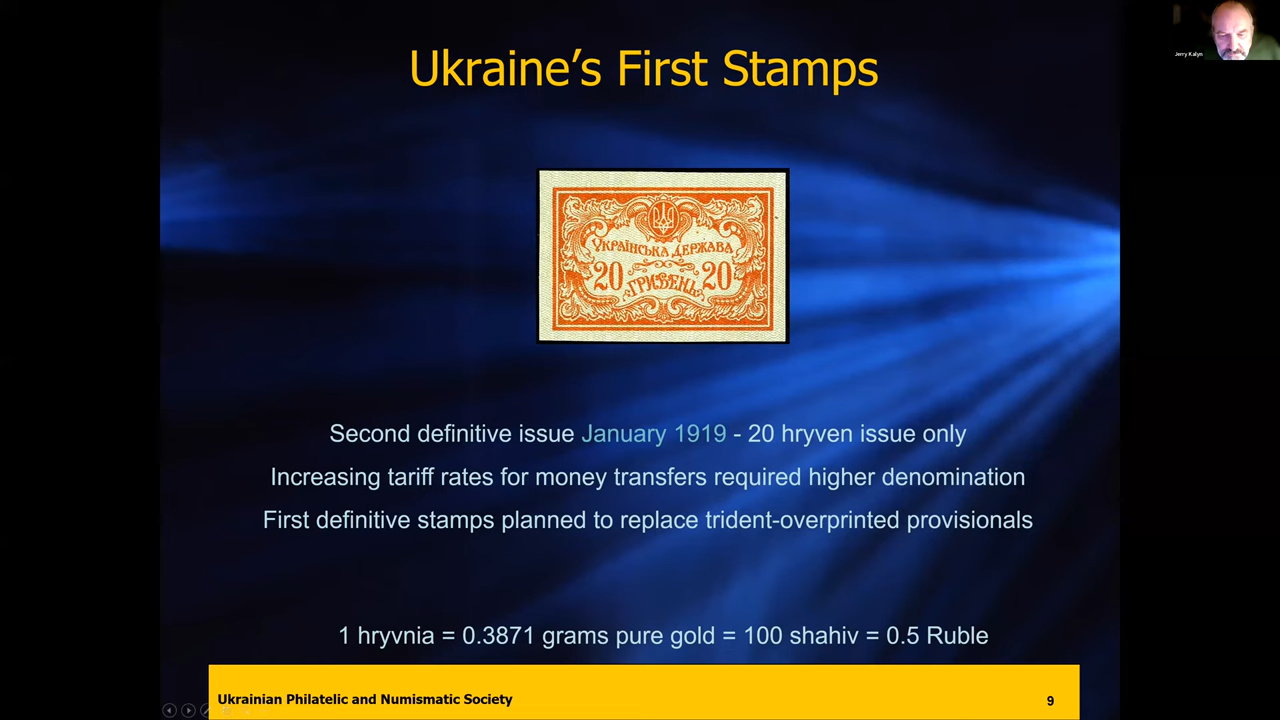 Ukraine's First Stamps
Jerry Kalyn
УКРАЇНСЬКА ДЕРЖАВА
20 20
ГРИВЕНЬ
Second definitive issue January 1919 - 20 hryven issue only
Increasing tariff rates for money transfers required higher denomination
First definitive stamps planned to replace trident-overprinted provisionals
1 hryvnia = 0.3871 grams pure gold = 100 shahiv = 0.5 Ruble
Ukrainian Philatelic and Numismatic Society
9